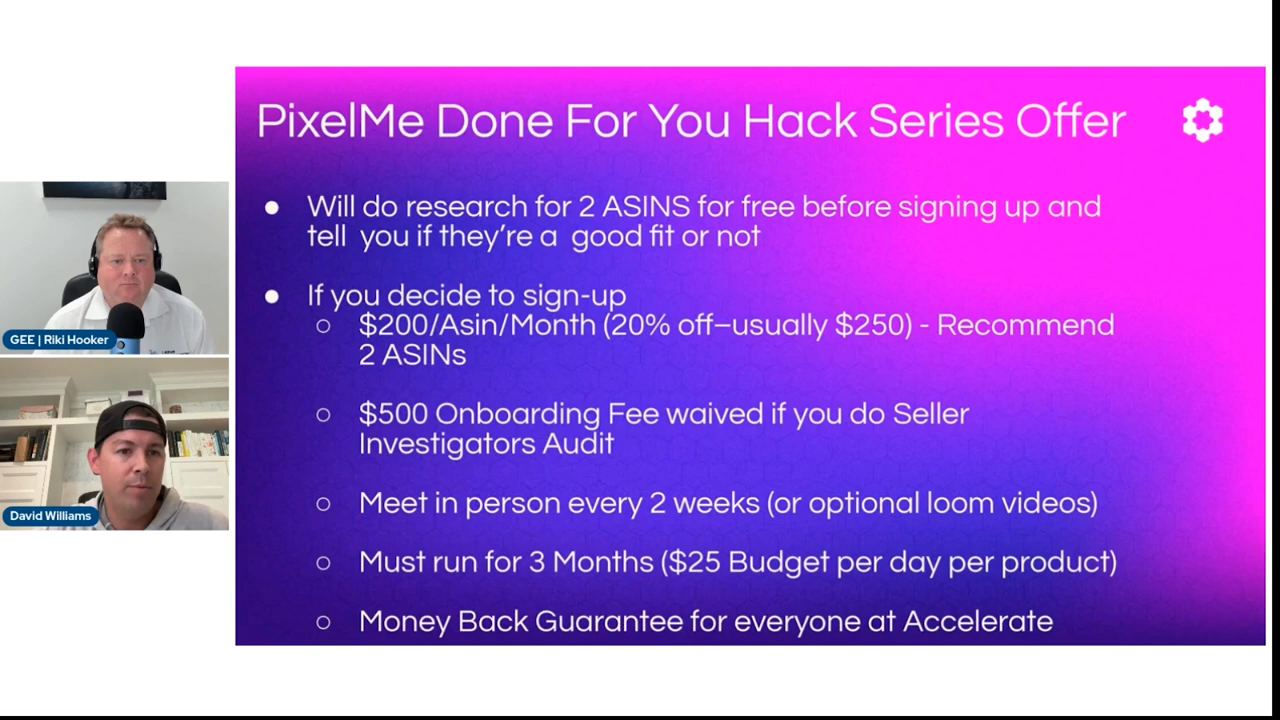 PixelMe Done For You Hack Series Offer
● Will do research for 2 ASINS for free before signing up and
tell you if they're a good fit or not
● If you decide to sign-up
○ $200/Asin/Month (20% off–usually $250) - Recommend
2 ASINs
○ $500 Onboarding Fee waived if you do Seller
Investigators Audit
○ Meet in person every 2 weeks (or optional loom videos)
○ Must run for 3 Months ($25 Budget per day per product)
○ Money Back Guarantee for everyone at Accelerate
GEE | Riki Hooker
David Williams